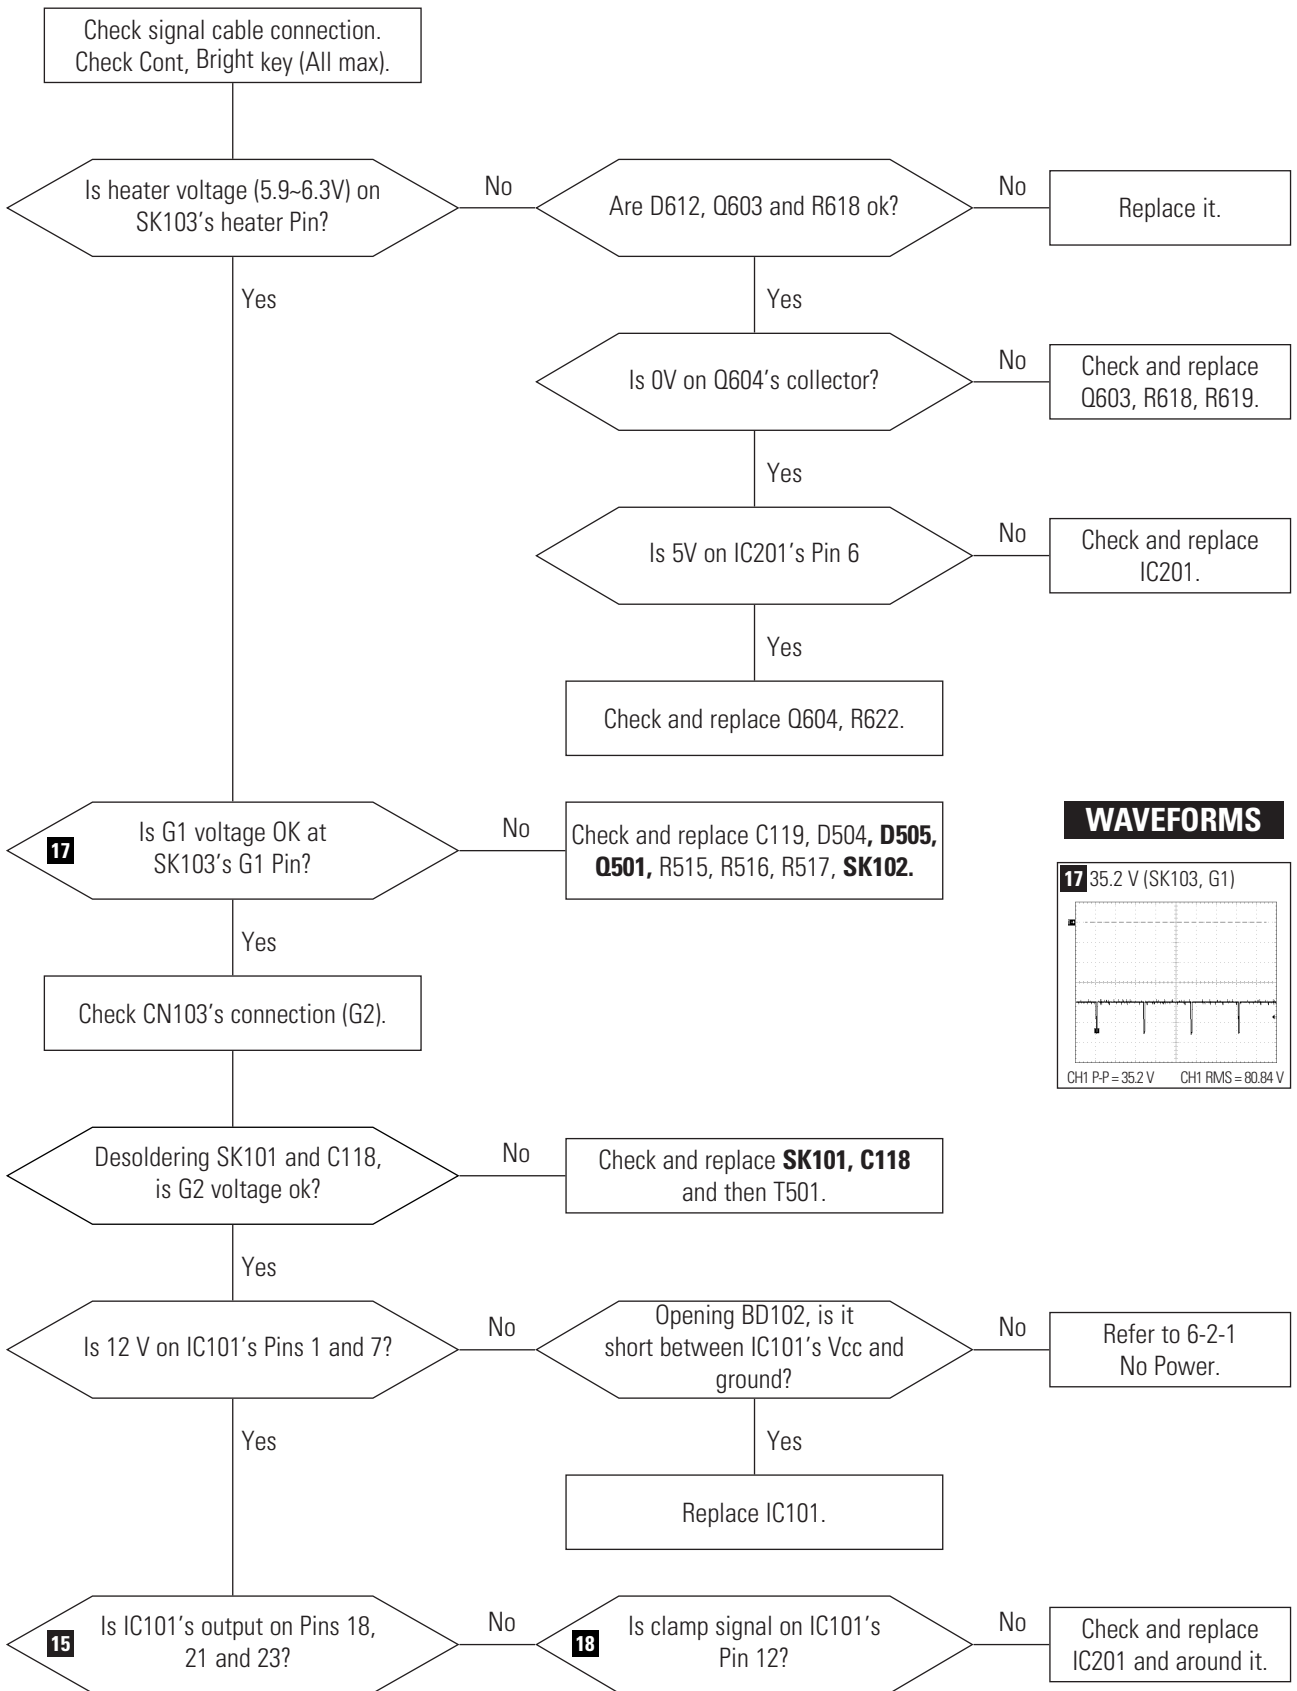 Check signal cable connection.
Check Cont, Bright key (All max).
Is heater voltage (5.9~6.3V) on
SK103's heater Pin?
No
Are D612, Q603 and R618 ok?
No
Replace it.
Yes
Yes
Is 0V on Q604's collector?
No
Check and replace
Q603, R618, R619.
Yes
Is 5V on IC201's Pin 6
No
Check and replace
IC201.
Yes
Check and replace Q604, R622.
17
Is G1 voltage OK at
SK103's G1 Pin?
No
Check and replace C119, D504, D505,
Q501, R515, R516, R517, SK102.
WAVEFORMS
17 35.2 V (SK103, G1)
CH1 P-P = 35.2 V CH1 RMS = 80.84 V
Yes
Check CN103's connection (G2).
Desoldering SK101 and C118,
is G2 voltage ok?
No
Check and replace SK101, C118
and then T501.
Yes
Is 12 V on IC101's Pins 1 and 7?
No
Opening BD102, is it
short between IC101's Vcc and
ground?
No
Refer to 6-2-1
No Power.
Yes
Yes
Replace IC101.
15
Is IC101's output on Pins 18,
21 and 23?
No
18
Is clamp signal on IC101's
Pin 12?
No
Check and replace
IC201 and around it.